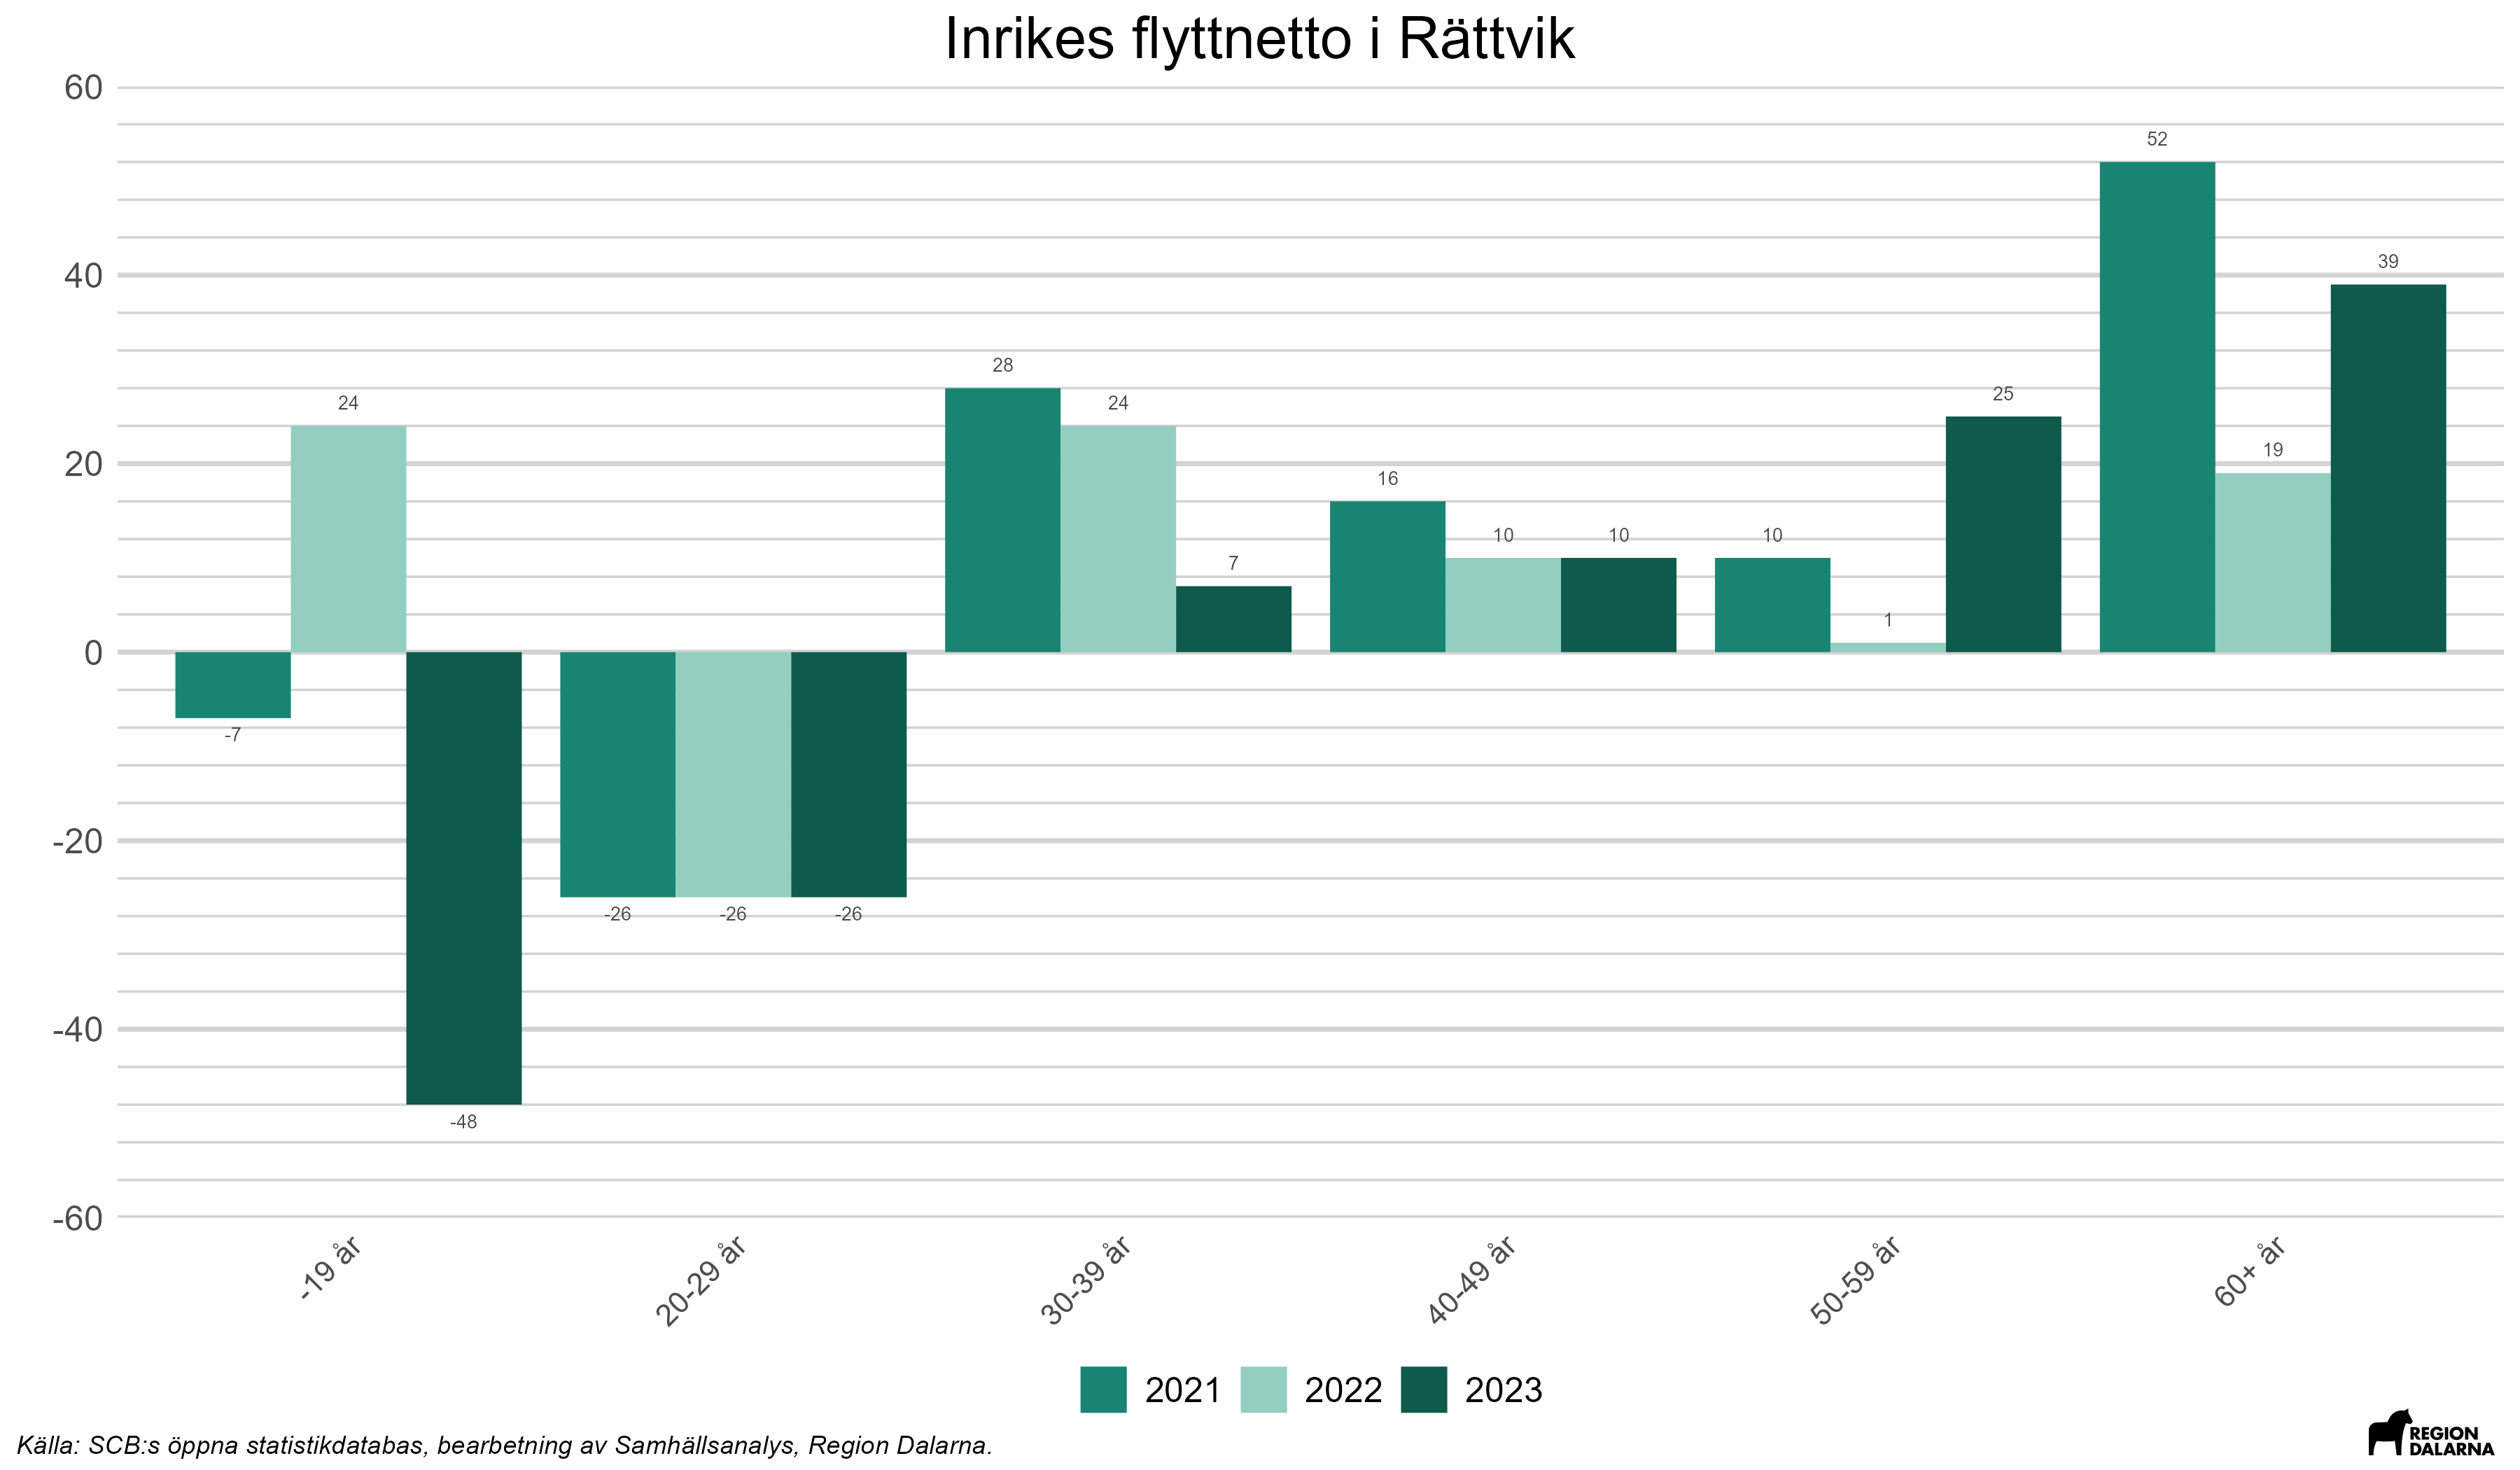 Inrikes flyttnetto i Rättvik
60
40
20
0
-20
-40
-60
-7
24
-48
-26
-26
-26
28
24
7
16
10
10
10
1
25
52
19
39
-19 år
20-29 år
30-39 år
40-49 år
50-59 år
60+ år
2021
2022
2023
Källa: SCB:s öppna statistikdatabas, bearbetning av Samhällsanalys, Region Dalarna.
REGION
DALARNA